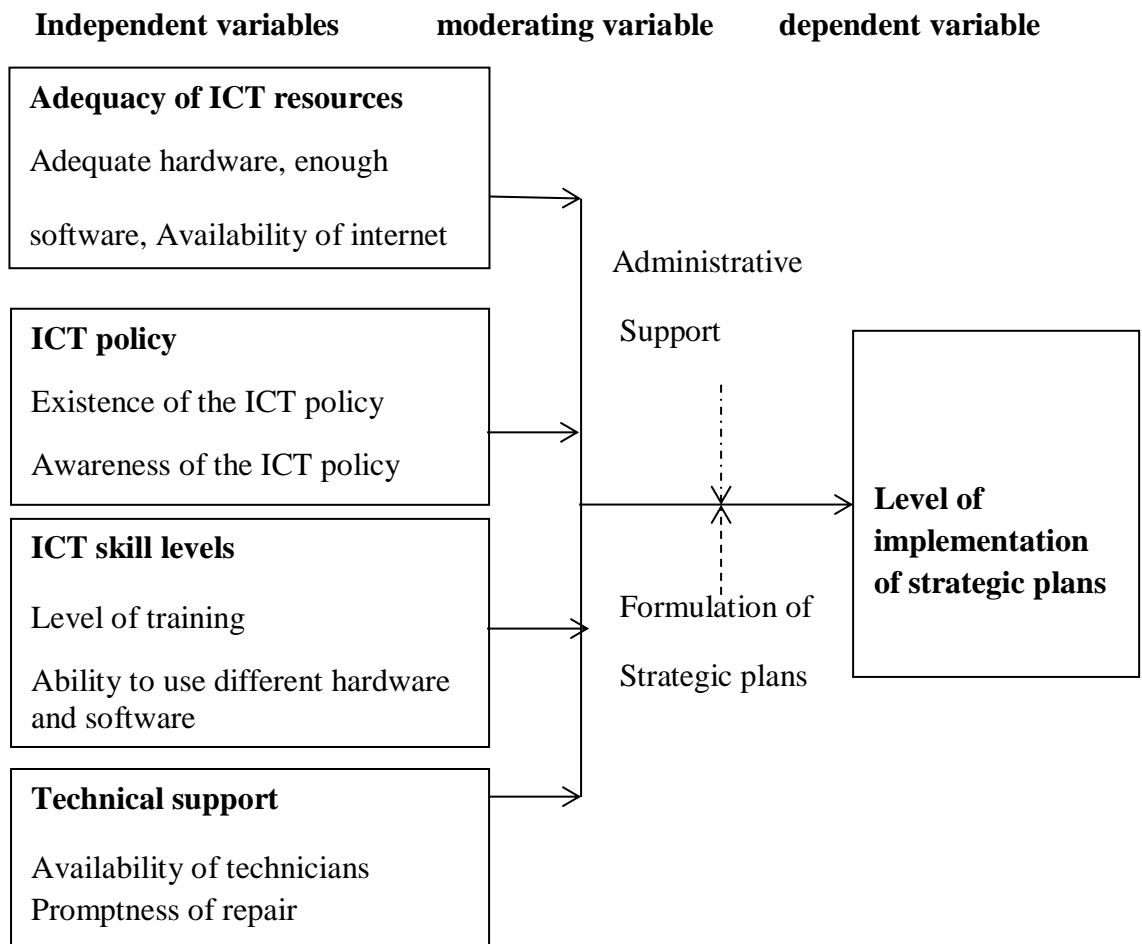 Independent variables moderating variable dependent variable
Adequacy of ICT resources
Adequate hardware, enough
software, Availability of internet
ICT policy
Existence of the ICT policy
Awareness of the ICT policy
ICT skill levels
Level of training
Ability to use different hardware
and software
Technical support
Availability of technicians
Promptness of repair
Administrative
Support
Formulation of
Strategic plans
Level of
implementation
of strategic plans